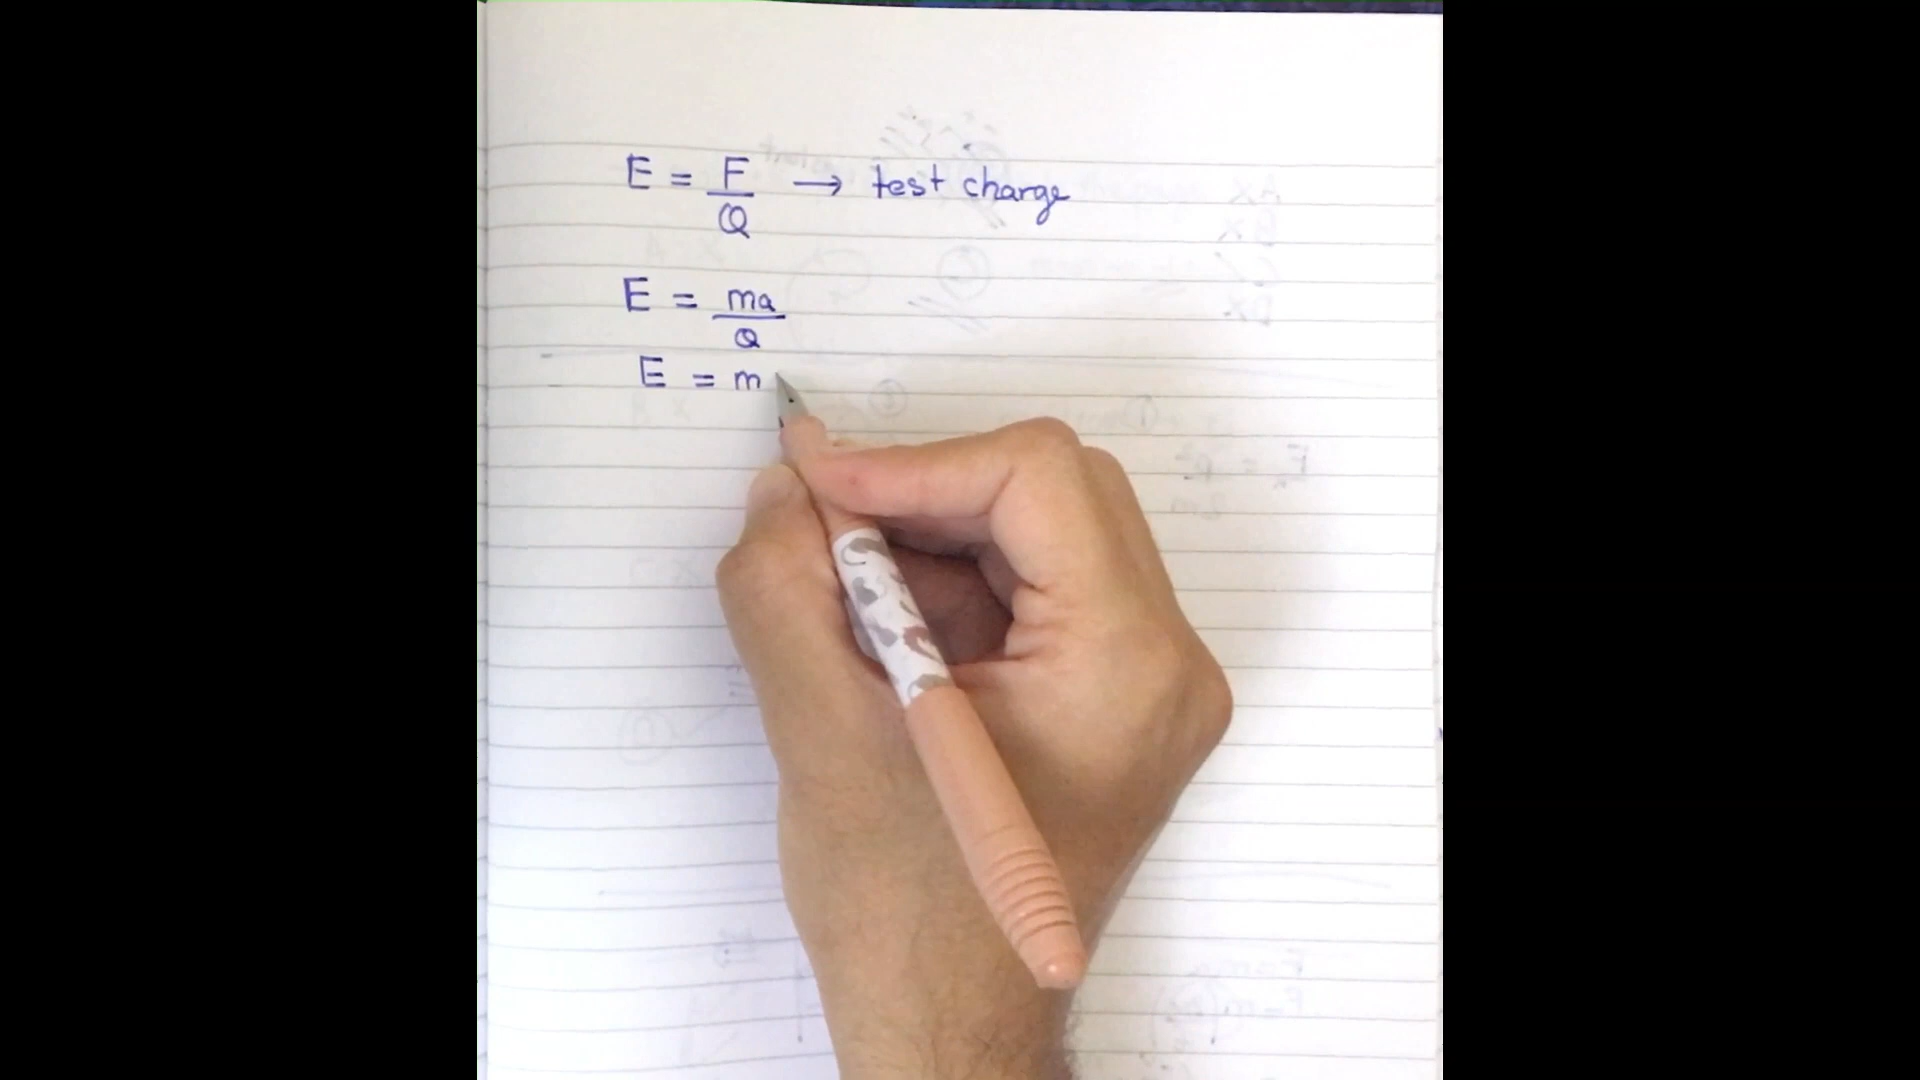 E = F/Q → test charge
E = ma/Q
E = m